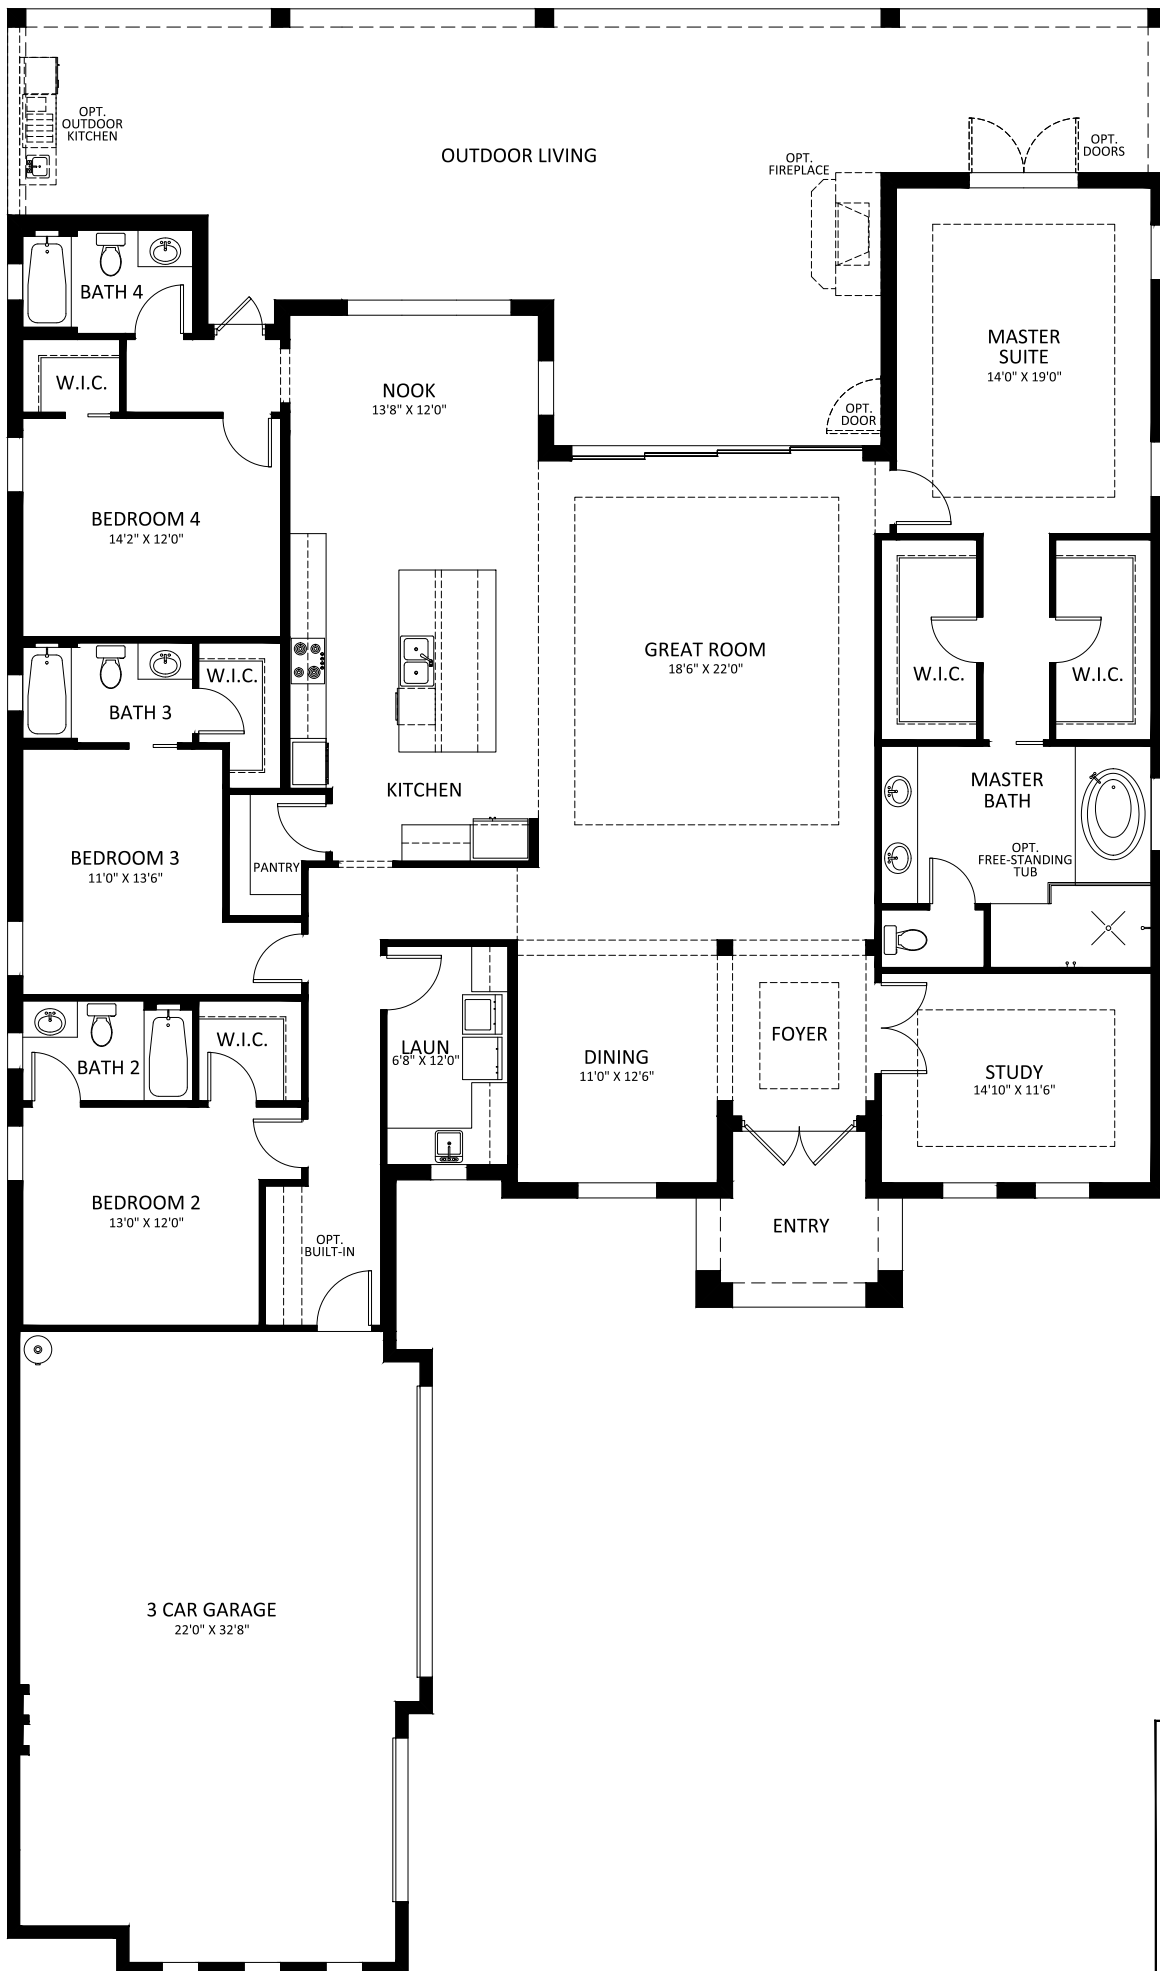 OPT.
OUTDOOR
KITCHEN
OUTDOOR LIVING
OPT.
FIREPLACE
OPT.
DOORS
BATH 4
W.I.C.
NOOK
13'8" X 12'0"
MASTER
SUITE
14'0" X 19'0"
OPT.
DOOR
BEDROOM 4
14'2" X 12'0"
GREAT ROOM
18'6" X 22'0"
W.I.C.
W.I.C.
W.I.C.
BATH 3
KITCHEN
MASTER
BATH
OPT.
FREE-STANDING
TUB
BEDROOM 3
11'0" X 13'6"
PANTRY
BATH 2
W.I.C.
LAUN
6'8" X 12'0"
DINING
11'0" X 12'6"
FOYER
STUDY
14'10" X 11'6"
BEDROOM 2
13'0" X 12'0"
OPT.
BUILT-IN
ENTRY
3 CAR GARAGE
22'0" X 32'8"